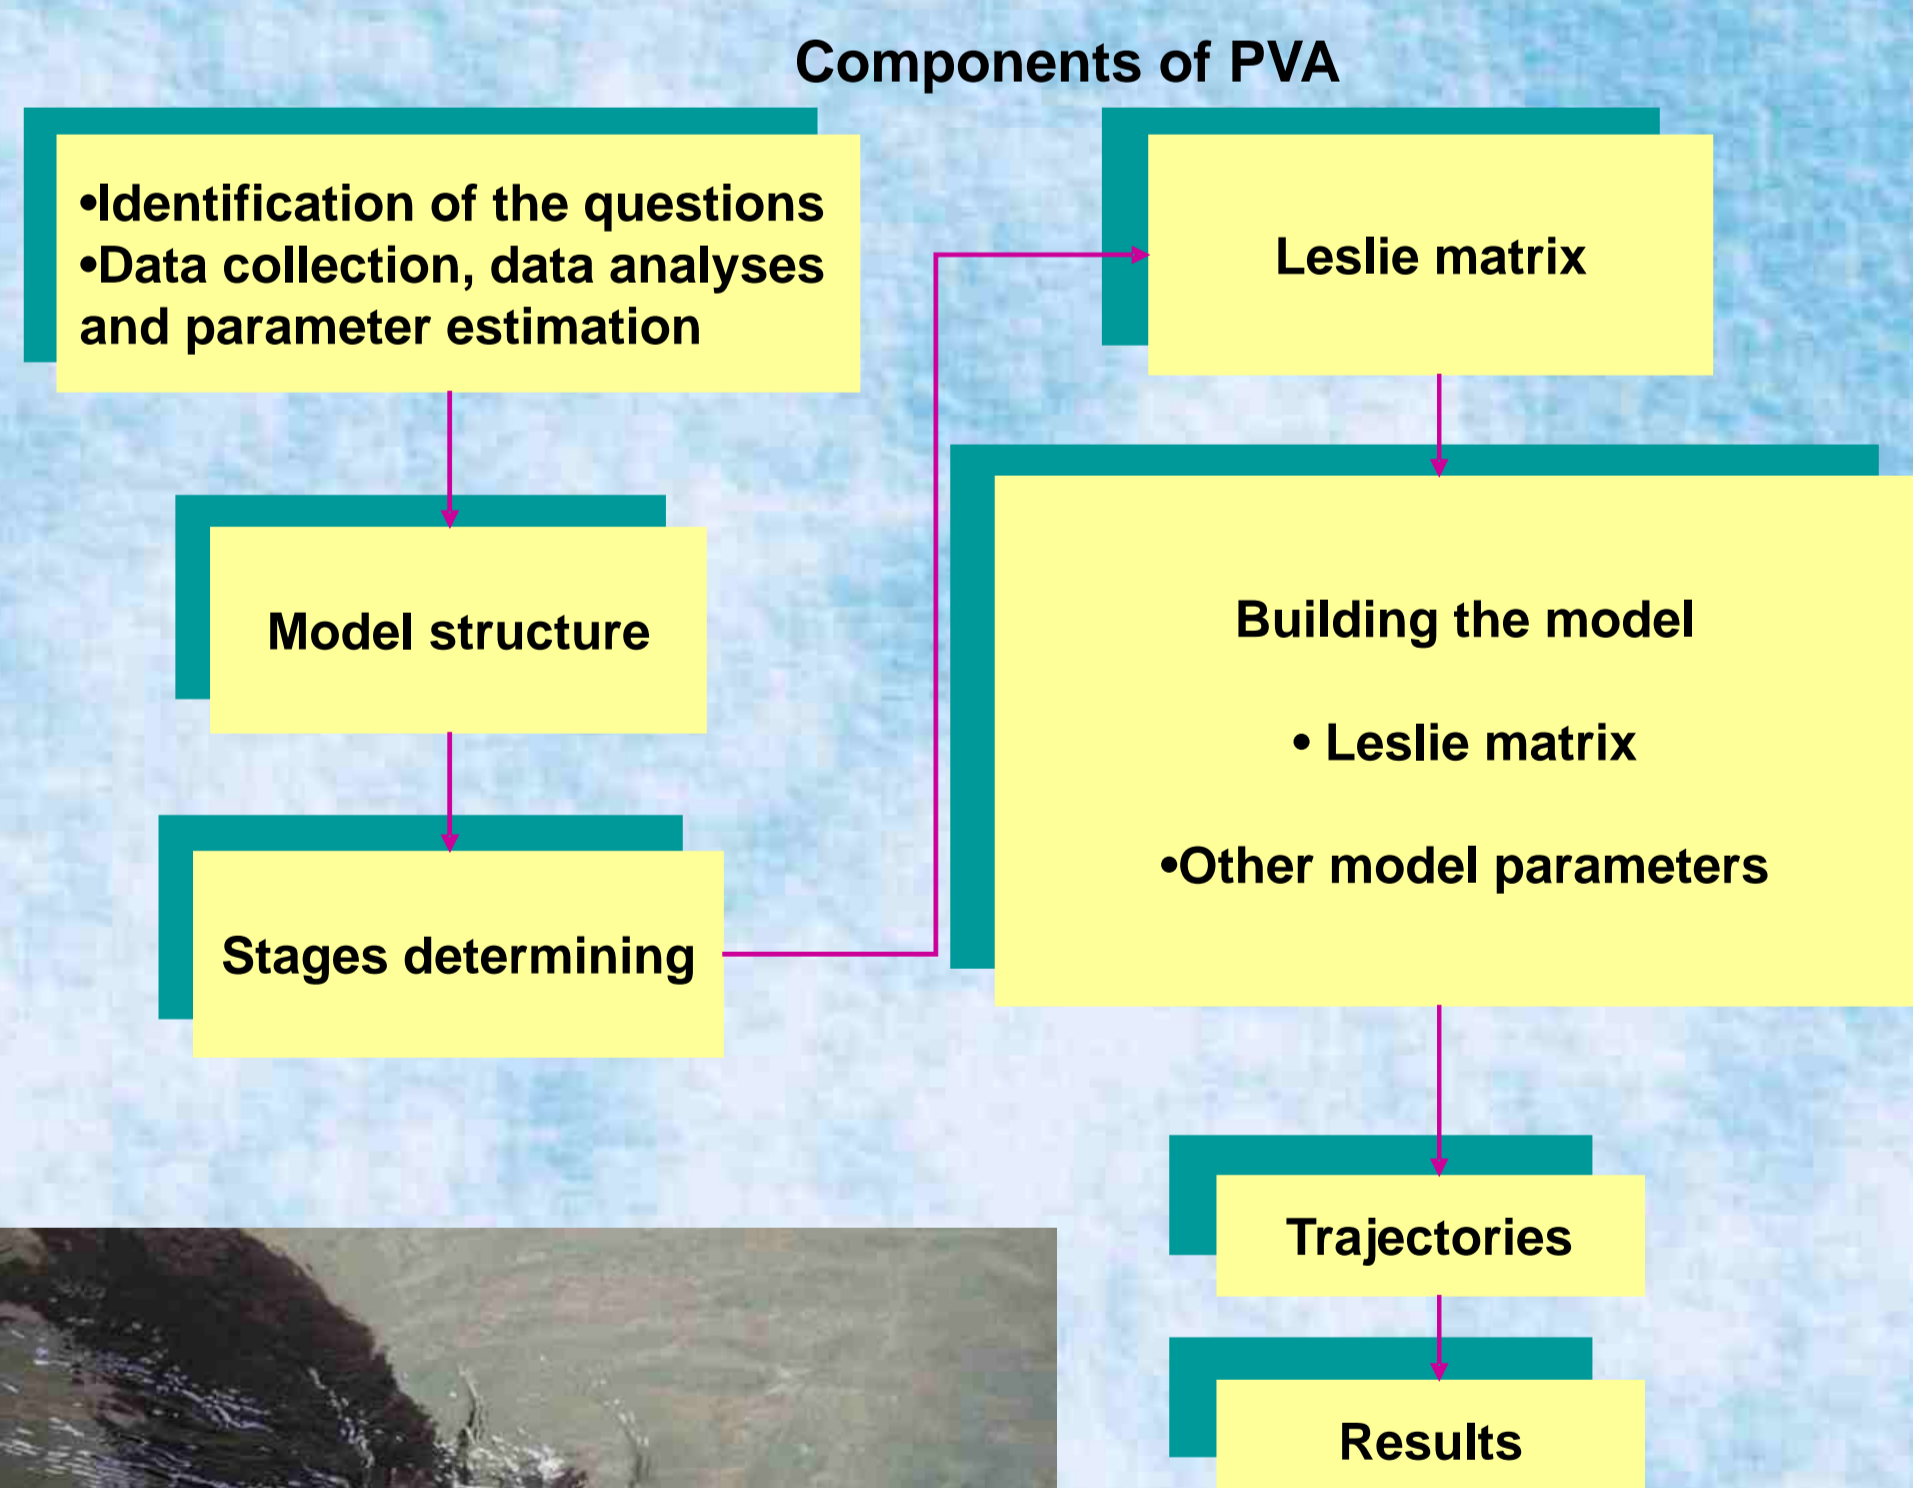 Components of PVA
•Identification of the questions
•Data collection, data analyses
and parameter estimation
Model structure
Stages determining
Leslie matrix
Building the model
• Leslie matrix
•Other model parameters
Trajectories
Results